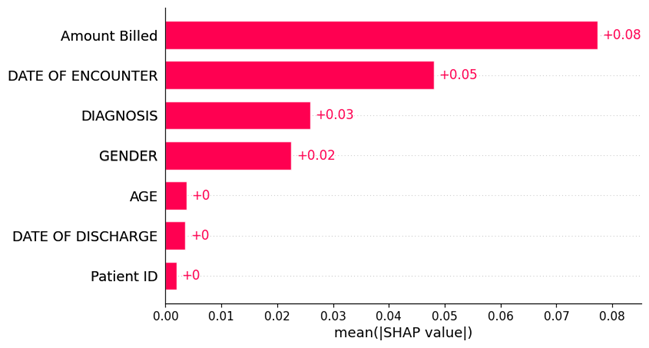 Amount Billed +0.08
DATE OF ENCOUNTER +0.05
DIAGNOSIS +0.03
GENDER +0.02
AGE +0
DATE OF DISCHARGE +0
Patient ID +0
0.00 0.01 0.02 0.03 0.04 0.05 0.06 0.07 0.08
mean(|SHAP value|)